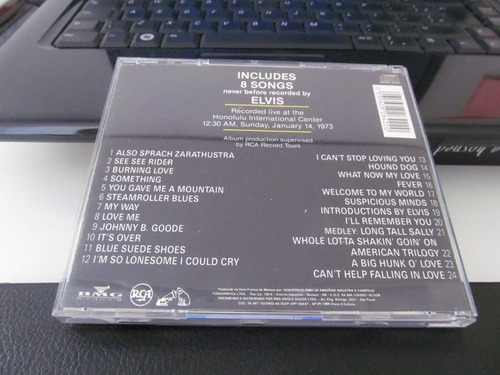 INCLUDES
8 SONGS
never before recorded by
ELVIS
Recorded live at the
Honolulu International Center
12:30 AM, Sunday, January 14, 1973
Album production supervised
by RCA Record Tours
1 ALSO SPRACH ZARATHUSTRA
2 SEE SEE RIDER
3 BURNING LOVE
4 SOMETHING
5 YOU GAVE ME A MOUNTAIN
6 STEAMROLLER BLUES
7 MY WAY
8 LOVE ME
9 JOHNNY B. GOODE
10 IT'S OVER
11 BLUE SUEDE SHOES
12 I'M SO LONESOME I COULD CRY
I CAN'T STOP LOVING YOU 13
HOUND DOG 14
WHAT NOW MY LOVE 15
FEVER 16
WELCOME TO MY WORLD 17
SUSPICIOUS MINDS 18
INTRODUCTIONS BY ELVIS 19
I'LL REMEMBER YOU 20
MEDLEY: LONG TALL SALLY 21
WHOLE LOTTA SHAKIN' GOIN' ON
AMERICAN TRILOGY 22
A BIG HUNK O' LOVE 23
CAN'T HELP FALLING IN LOVE 24
BMG
RCA